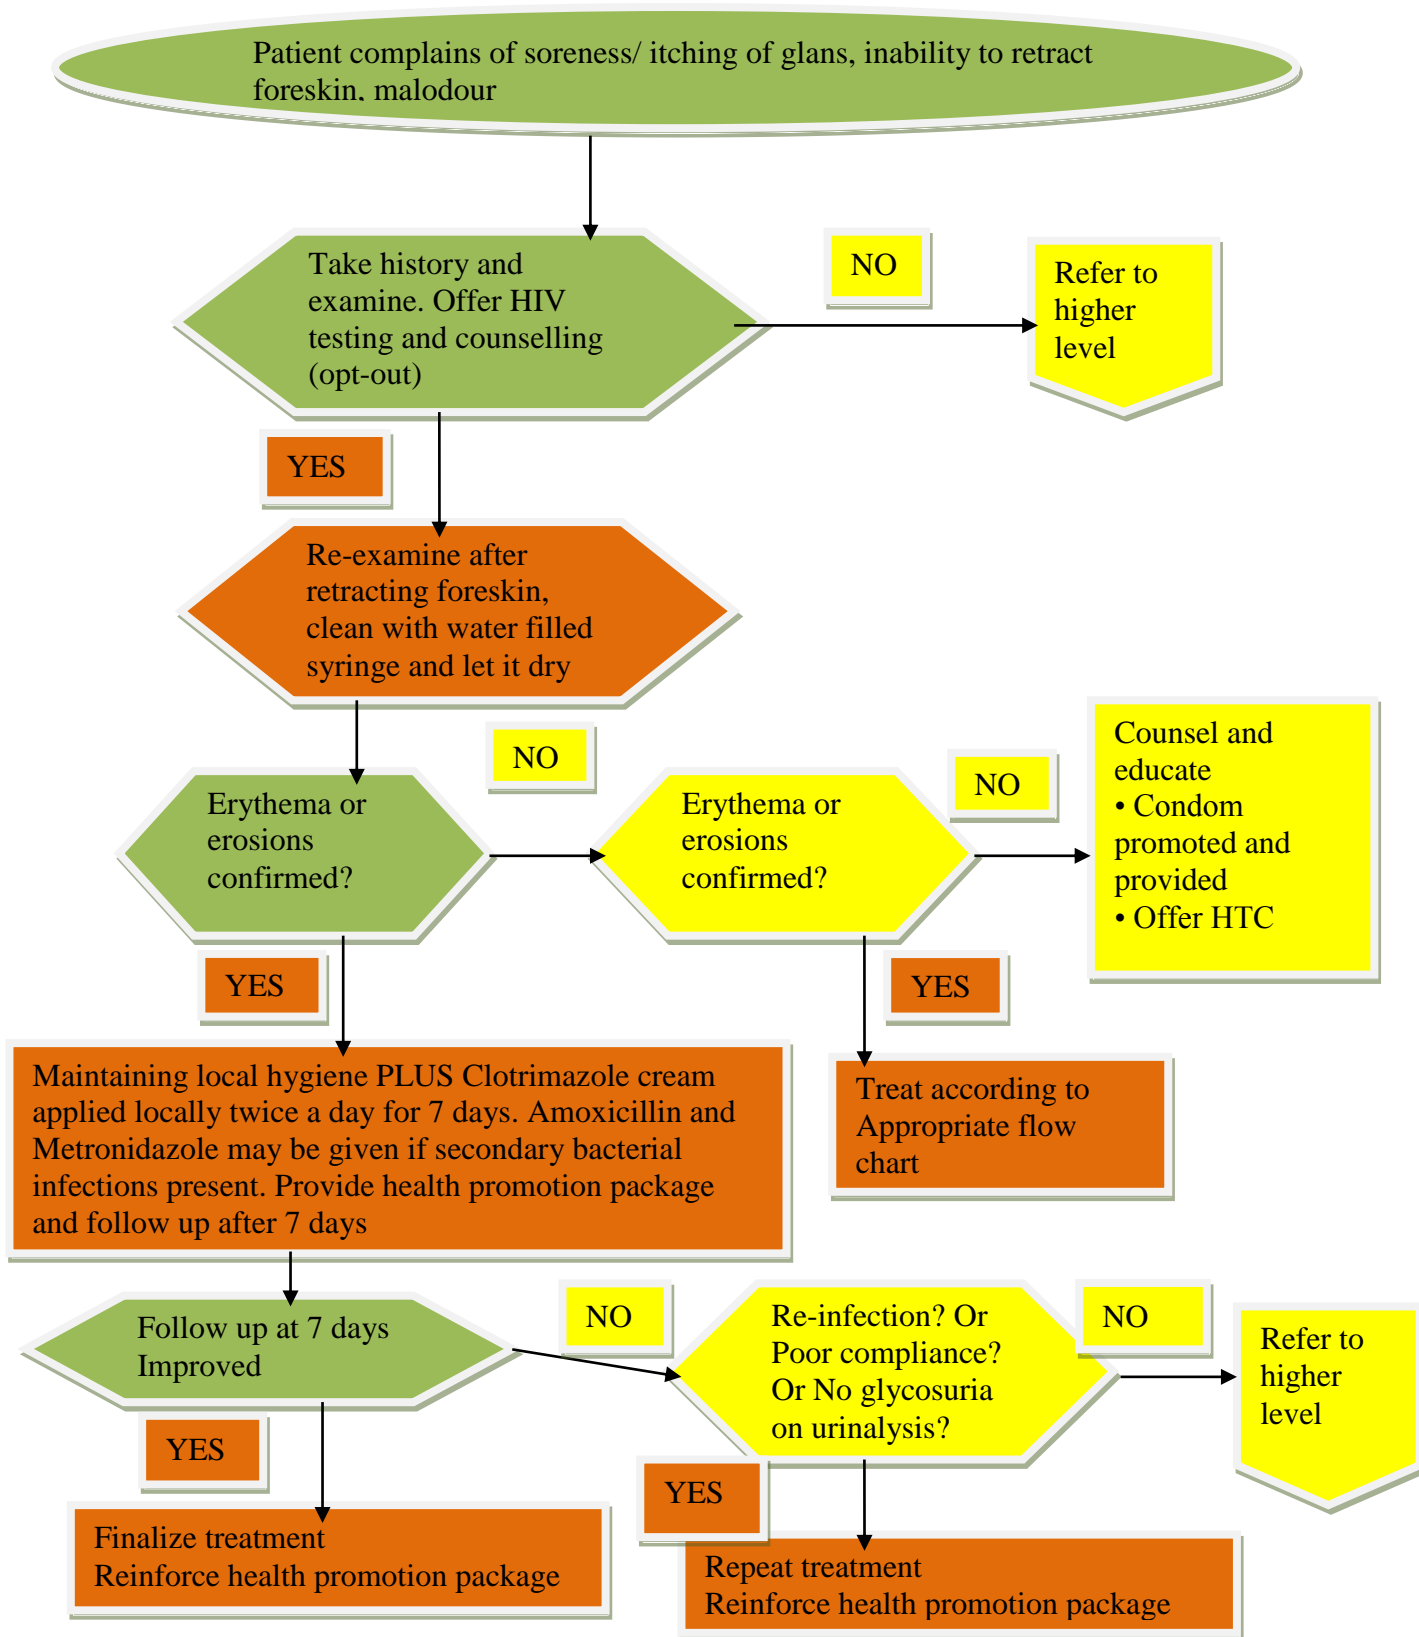 Patient complains of soreness/ itching of glans, inability to retract
foreskin, malodour
Take history and
examine. Offer HIV
testing and counselling
(opt-out)
NO
Refer to
higher
level
YES
Re-examine after
retracting foreskin,
clean with water filled
syringe and let it dry
NO
Erythema or
erosions
confirmed?
Erythema or
erosions
confirmed?
NO
Counsel and
educate
• Condom
promoted and
provided
• Offer HTC
YES
YES
Maintaining local hygiene PLUS Clotrimazole cream
applied locally twice a day for 7 days. Amoxicillin and
Metronidazole may be given if secondary bacterial
infections present. Provide health promotion package
and follow up after 7 days
Treat according to
Appropriate flow
chart
Follow up at 7 days
Improved
NO
Re-infection? Or
Poor compliance?
Or No glycosuria
on urinalysis?
NO
Refer to
higher
level
YES
YES
Finalize treatment
Reinforce health promotion package
Repeat treatment
Reinforce health promotion package